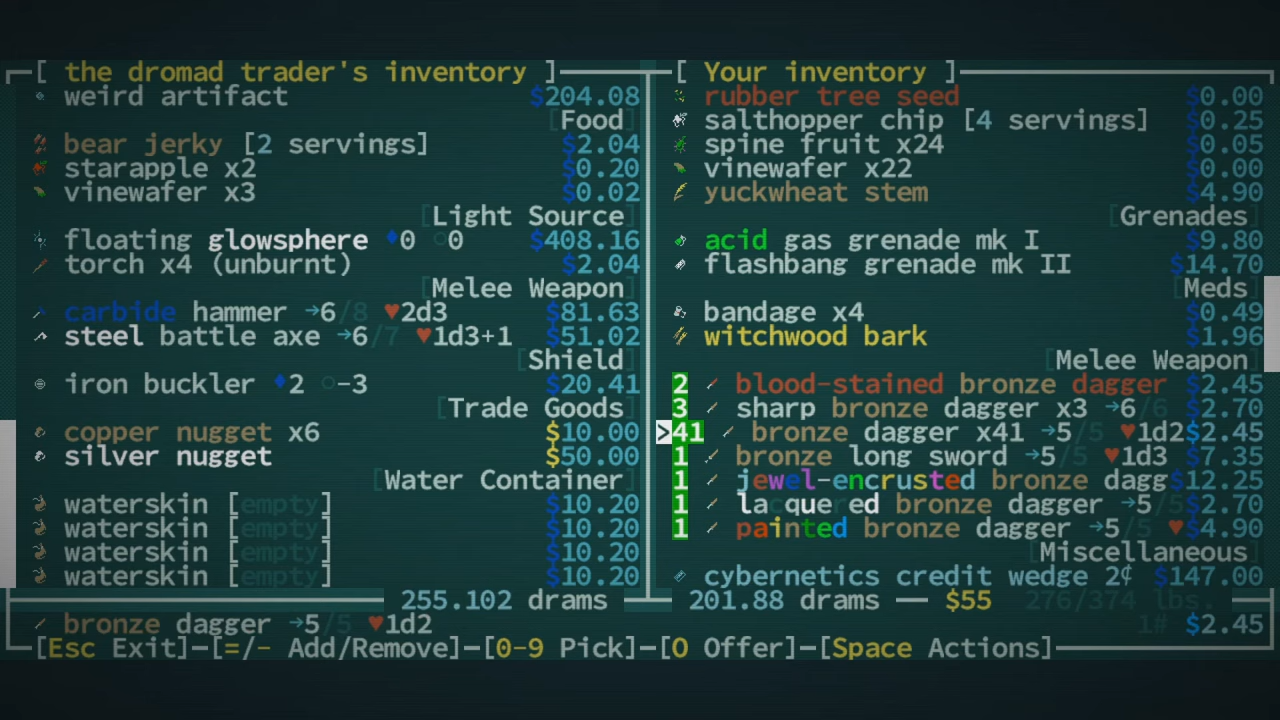 [ the dromad trader's inventory ]
weird artifact $204.08
[Food]
bear jerky [2 servings] $2.04
starapple x2 $0.20
vinewafer x3 $0.02
[Light Source]
floating glowsphere ♦0 ○0 $408.16
torch x4 (unburnt) $2.04
[Melee Weapon]
carbide hammer →6/8 ♥2d3 $81.63
steel battle axe →6/7 ♥1d3+1 $51.02
[Shield]
iron buckler ♦2 ○-3 $20.41
[Trade Goods]
copper nugget x6 $10.00
silver nugget $50.00
[Water Container]
waterskin [empty] $10.20
waterskin [empty] $10.20
waterskin [empty] $10.20
waterskin [empty] $10.20
255.102 drams
[ Your inventory ]
rubber tree seed $0.00
salthopper chip [4 servings] $0.25
spine fruit x24 $0.05
vinewafer x22 $0.00
yuckwheat stem $4.90
[Grenades]
acid gas grenade mk I $9.80
flashbang grenade mk II $14.70
[Meds]
bandage x4 $0.49
witchwood bark $1.96
[Melee Weapon]
2 blood-stained bronze dagger $2.45
3 sharp bronze dagger x3 →6/6 $2.70
>41 bronze dagger x41 →5/5 ♥1d2 $2.45
1 bronze long sword →5/5 ♥1d3 $7.35
1 jewel-encrusted bronze dagg $12.25
1 lacquered bronze dagger →5/5 $2.70
1 painted bronze dagger →5/5 ♥ $4.90
[Miscellaneous]
cybernetics credit wedge 2¢ $147.00
201.88 drams — $55 276/374 lbs.
bronze dagger →5/5 ♥1d2 1# $2.45
[Esc Exit]-[=/- Add/Remove]-[0-9 Pick]-[O Offer]-[Space Actions]